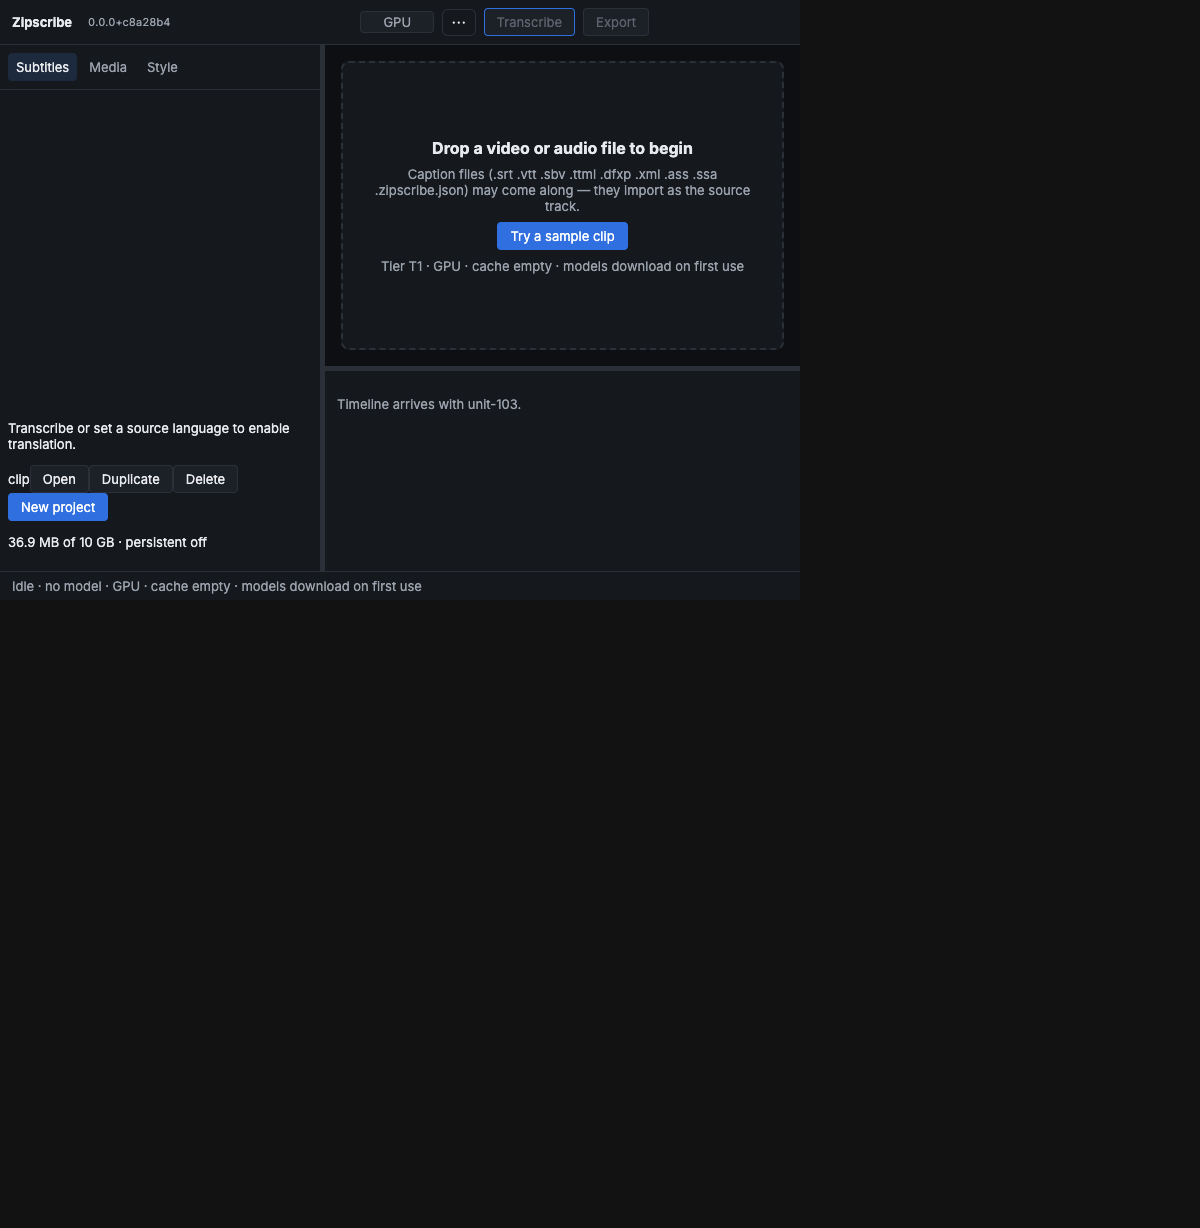 Zipscribe 0.0.0+c8a28b4 GPU ··· Transcribe Export
Subtitles Media Style
Transcribe or set a source language to enable
translation.
clip Open Duplicate Delete
New project
36.9 MB of 10 GB · persistent off
Drop a video or audio file to begin
Caption files (.srt .vtt .sbv .ttml .dfxp .xml .ass .ssa
.zipscribe.json) may come along — they import as the source
track.
Try a sample clip
Tier T1 · GPU · cache empty · models download on first use
Timeline arrives with unit-103.
Idle · no model · GPU · cache empty · models download on first use